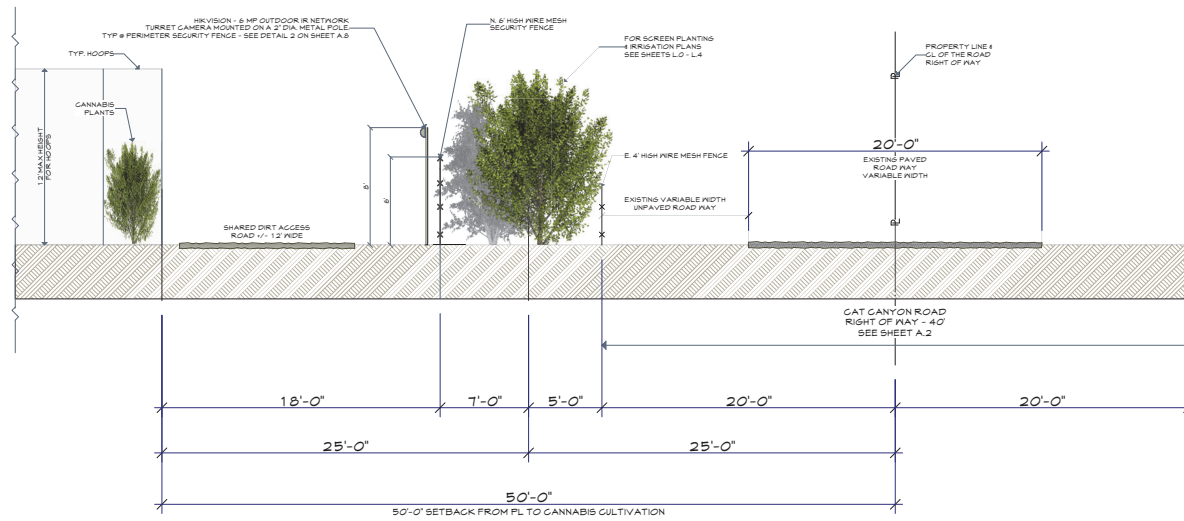 HIKVISION - 6 MP OUTDOOR IR NETWORK
TURRET CAMERA MOUNTED ON A 2" DIA. METAL POLE
TYP @ PERIMETER SECURITY FENCE - SEE DETAIL 2 ON SHEET A.8
N. 6' HIGH WIRE MESH
SECURITY FENCE
FOR SCREEN PLANTING
& IRRIGATION PLANS
SEE SHEETS L.0 - L.4
PROPERTY LINE &
CL OF THE ROAD
RIGHT OF WAY
TYP. HOOPS
CANNABIS
PLANTS
12' MAX HEIGHT
FOR HOOPS
8'
6'
PL
20'-0"
EXISTING PAVED
ROAD WAY
VARIABLE WIDTH
E. 4' HIGH WIRE MESH FENCE
EXISTING VARIABLE WIDTH
UNPAVED ROAD WAY
PL
SHARED DIRT ACCESS
ROAD +/- 12' WIDE
CAT CANYON ROAD
RIGHT OF WAY - 40'
SEE SHEET A.2
18'-0"
7'-0"
5'-0"
20'-0"
20'-0"
25'-0"
25'-0"
50'-0"
50'-0" SETBACK FROM PL TO CANNABIS CULTIVATION